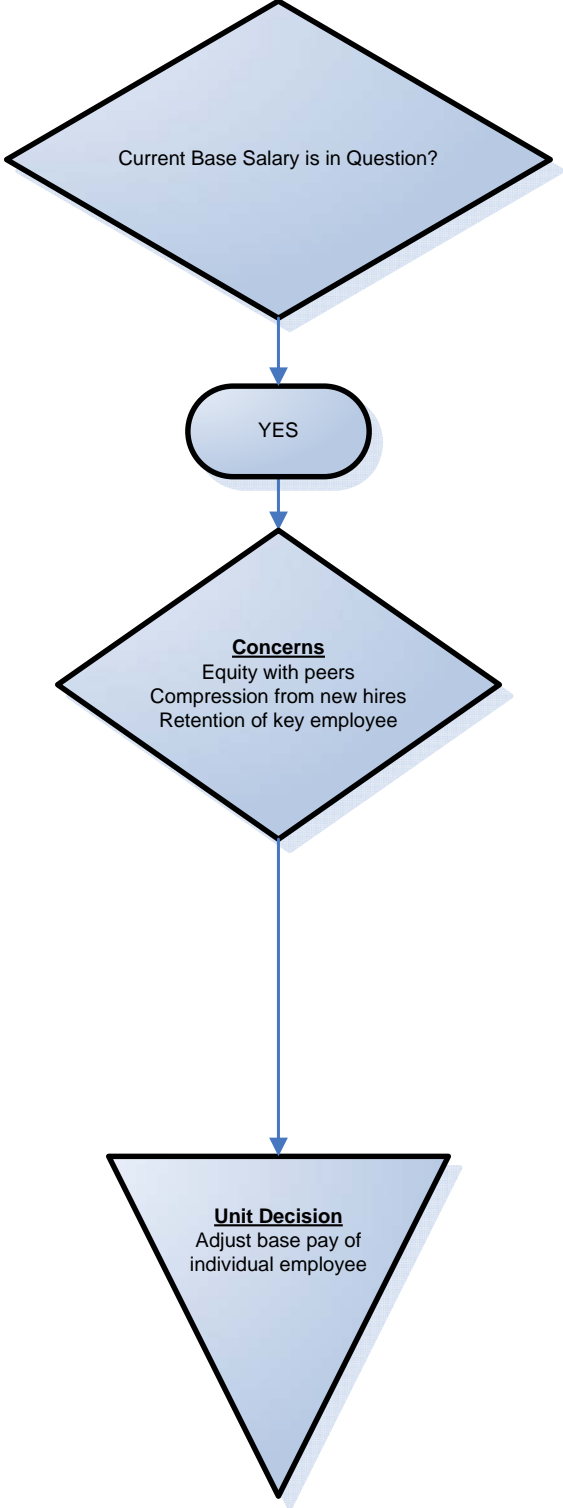 Current Base Salary is in Question?
YES
Concerns
Equity with peers
Compression from new hires
Retention of key employee
Unit Decision
Adjust base pay of
individual employee